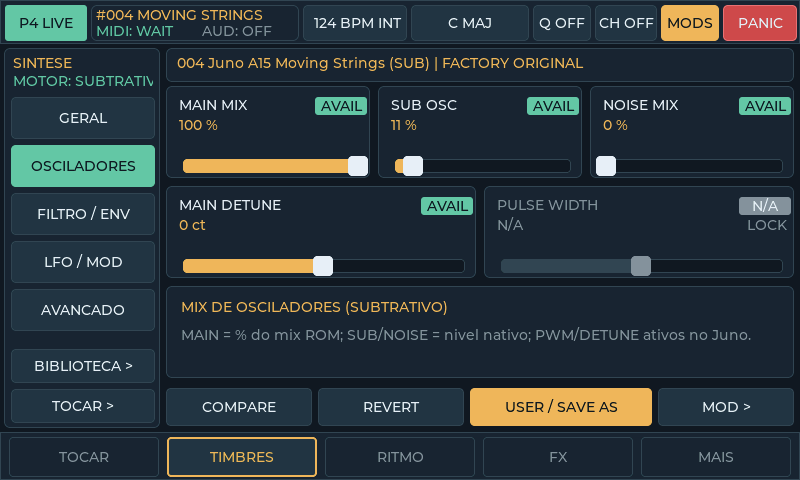 P4 LIVE
#004 MOVING STRINGS
MIDI: WAIT AUD: OFF
124 BPM INT
C MAJ
Q OFF
CH OFF
MODS
PANIC
SINTESE
MOTOR: SUBTRATIV
GERAL
OSCILADORES
FILTRO / ENV
LFO / MOD
AVANCADO
BIBLIOTECA >
TOCAR >
004 Juno A15 Moving Strings (SUB) | FACTORY ORIGINAL
MAIN MIX AVAIL
100 %
SUB OSC AVAIL
11 %
NOISE MIX AVAIL
0 %
MAIN DETUNE AVAIL
0 ct
PULSE WIDTH N/A
N/A LOCK
MIX DE OSCILADORES (SUBTRATIVO)
MAIN = % do mix ROM; SUB/NOISE = nivel nativo; PWM/DETUNE ativos no Juno.
COMPARE
REVERT
USER / SAVE AS
MOD >
TOCAR
TIMBRES
RITMO
FX
MAIS